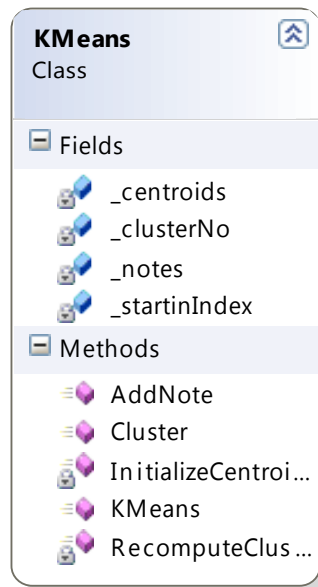 KMeans
Class
Fields
_centroids
_clusterNo
_notes
_startinIndex
Methods
AddNote
Cluster
InitializeCentroi...
KMeans
RecomputeClus...